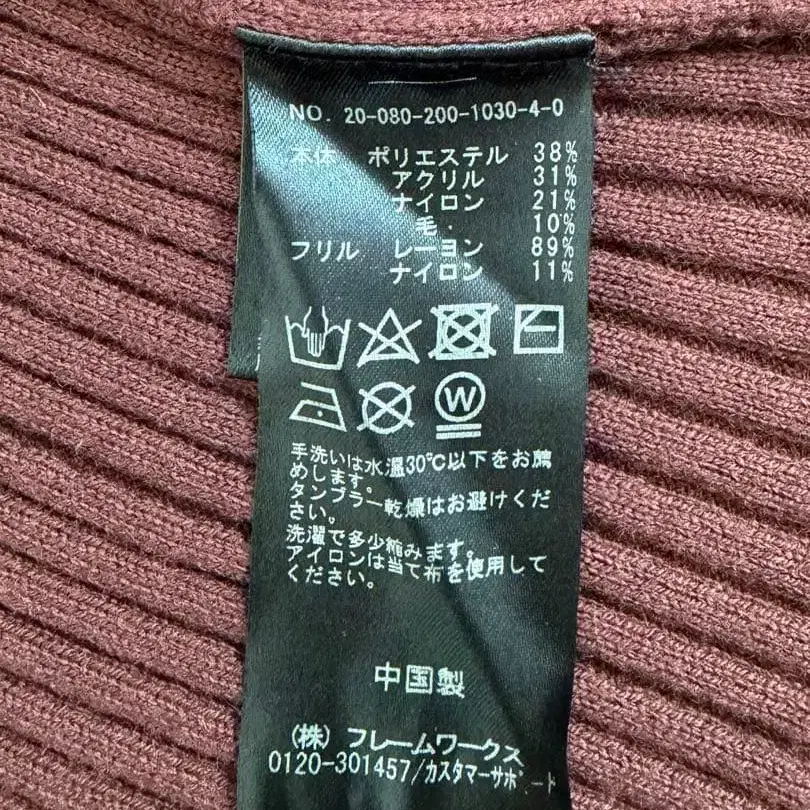 NO. 20-080-200-1030-4-0
本体 ポリエステル 38%
アクリル 31%
ナイロン 21%
毛 10%
フリル レーヨン 89%
ナイロン 11%
W
手洗いは水温30℃以下をお薦
めします。
タンブラー乾燥はお避けくだ
さい。
洗濯で多少縮みます。
アイロンは当て布を使用して
ください。
中国製
(株) フレームワークス
0120-301457/カスタマーサポート